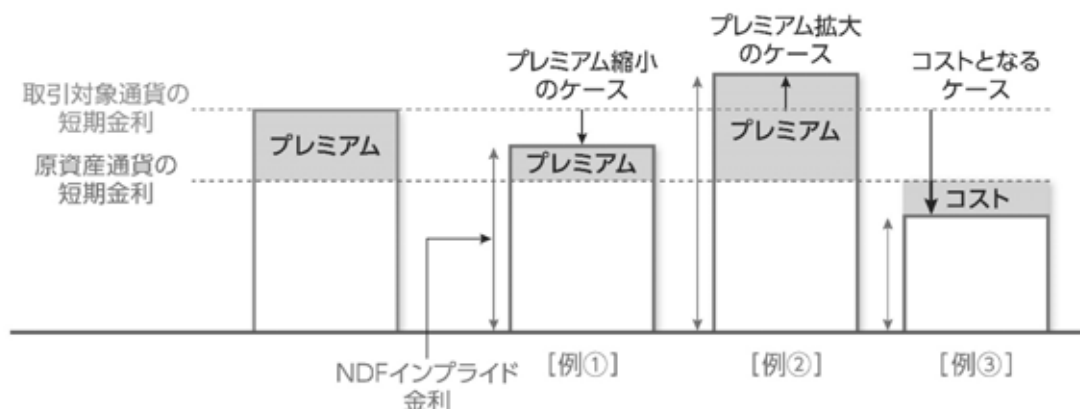 プレミアム縮小
のケース
プレミアム拡大
のケース
コストとなる
ケース
取引対象通貨の
短期金利
原資産通貨の
短期金利
プレミアム
プレミアム
プレミアム
コスト
NDFインプライド
金利
[例①]
[例②]
[例③]